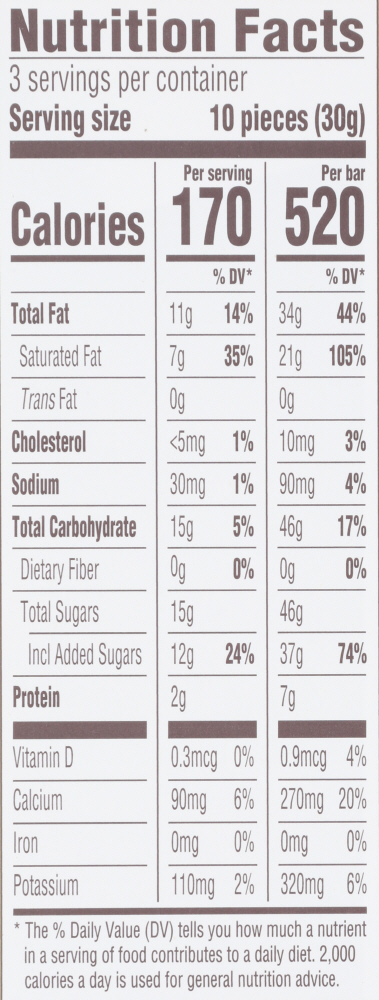 Nutrition Facts
3 servings per container
Serving size 10 pieces (30g)
Per serving Per bar
Calories 170 520
% DV* % DV*
Total Fat 11g 14% 34g 44%
Saturated Fat 7g 35% 21g 105%
Trans Fat 0g 0g
Cholesterol <5mg 1% 10mg 3%
Sodium 30mg 1% 90mg 4%
Total Carbohydrate 15g 5% 46g 17%
Dietary Fiber 0g 0% 0g 0%
Total Sugars 15g 46g
Incl Added Sugars 12g 24% 37g 74%
Protein 2g 7g
Vitamin D 0.3mcg 0% 0.9mcg 4%
Calcium 90mg 6% 270mg 20%
Iron 0mg 0% 0mg 0%
Potassium 110mg 2% 320mg 6%
* The % Daily Value (DV) tells you how much a nutrient
in a serving of food contributes to a daily diet. 2,000
calories a day is used for general nutrition advice.